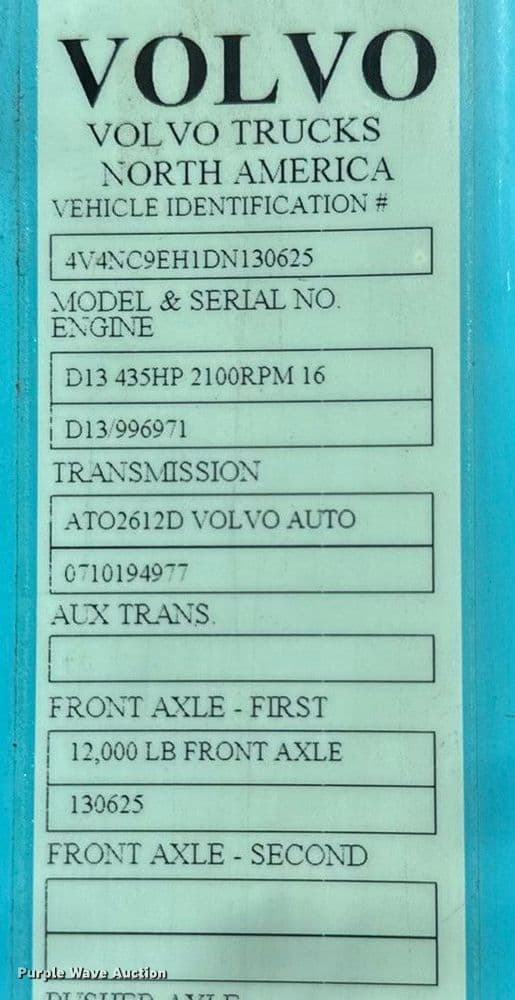 VOLVO
VOLVO TRUCKS
NORTH AMERICA
VEHICLE IDENTIFICATION #
4V4NC9EH1DN130625
MODEL & SERIAL NO.
ENGINE
D13 435HP 2100RPM 16
D13/996971
TRANSMISSION
ATO2612D VOLVO AUTO
0710194977
AUX TRANS.
FRONT AXLE - FIRST
12,000 LB FRONT AXLE
130625
FRONT AXLE - SECOND
Purple Wave Auction
PUSHER AXLE